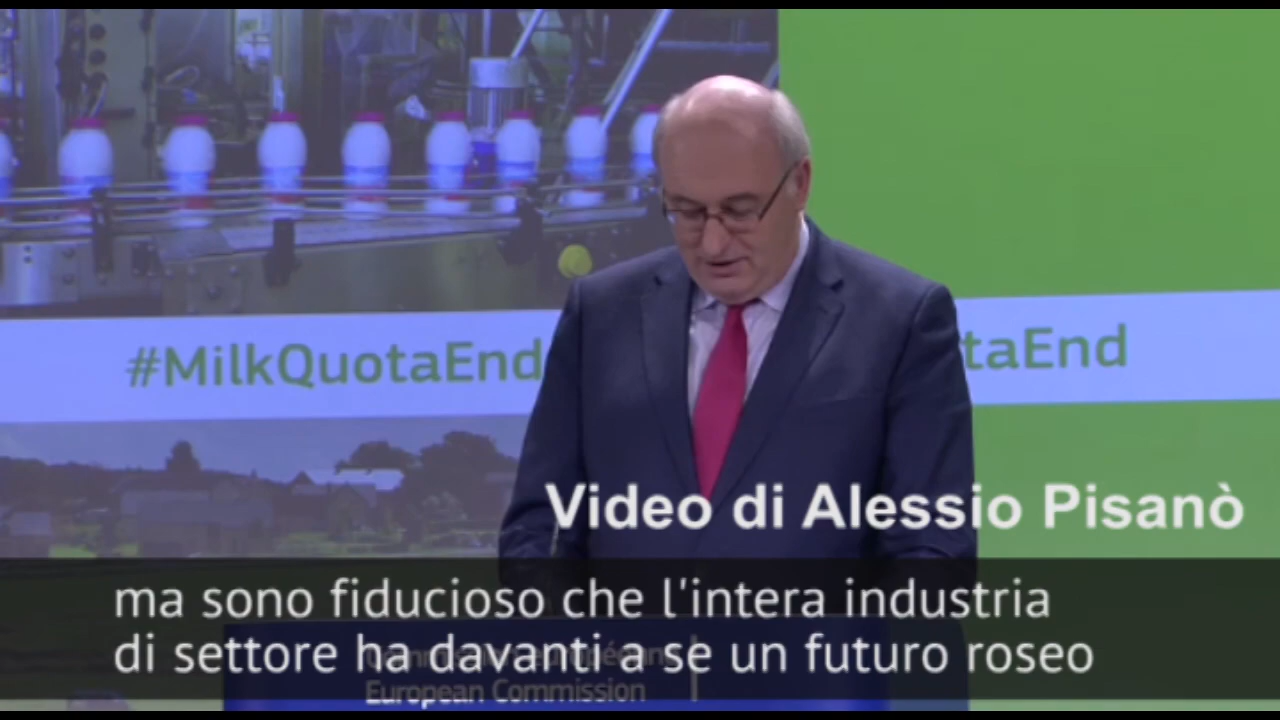 #MilkQuotaEnd
taEnd
Video di Alessio Pisanò
ma sono fiducioso che l'intera industria
di settore ha davanti a se un futuro roseo
European Commission